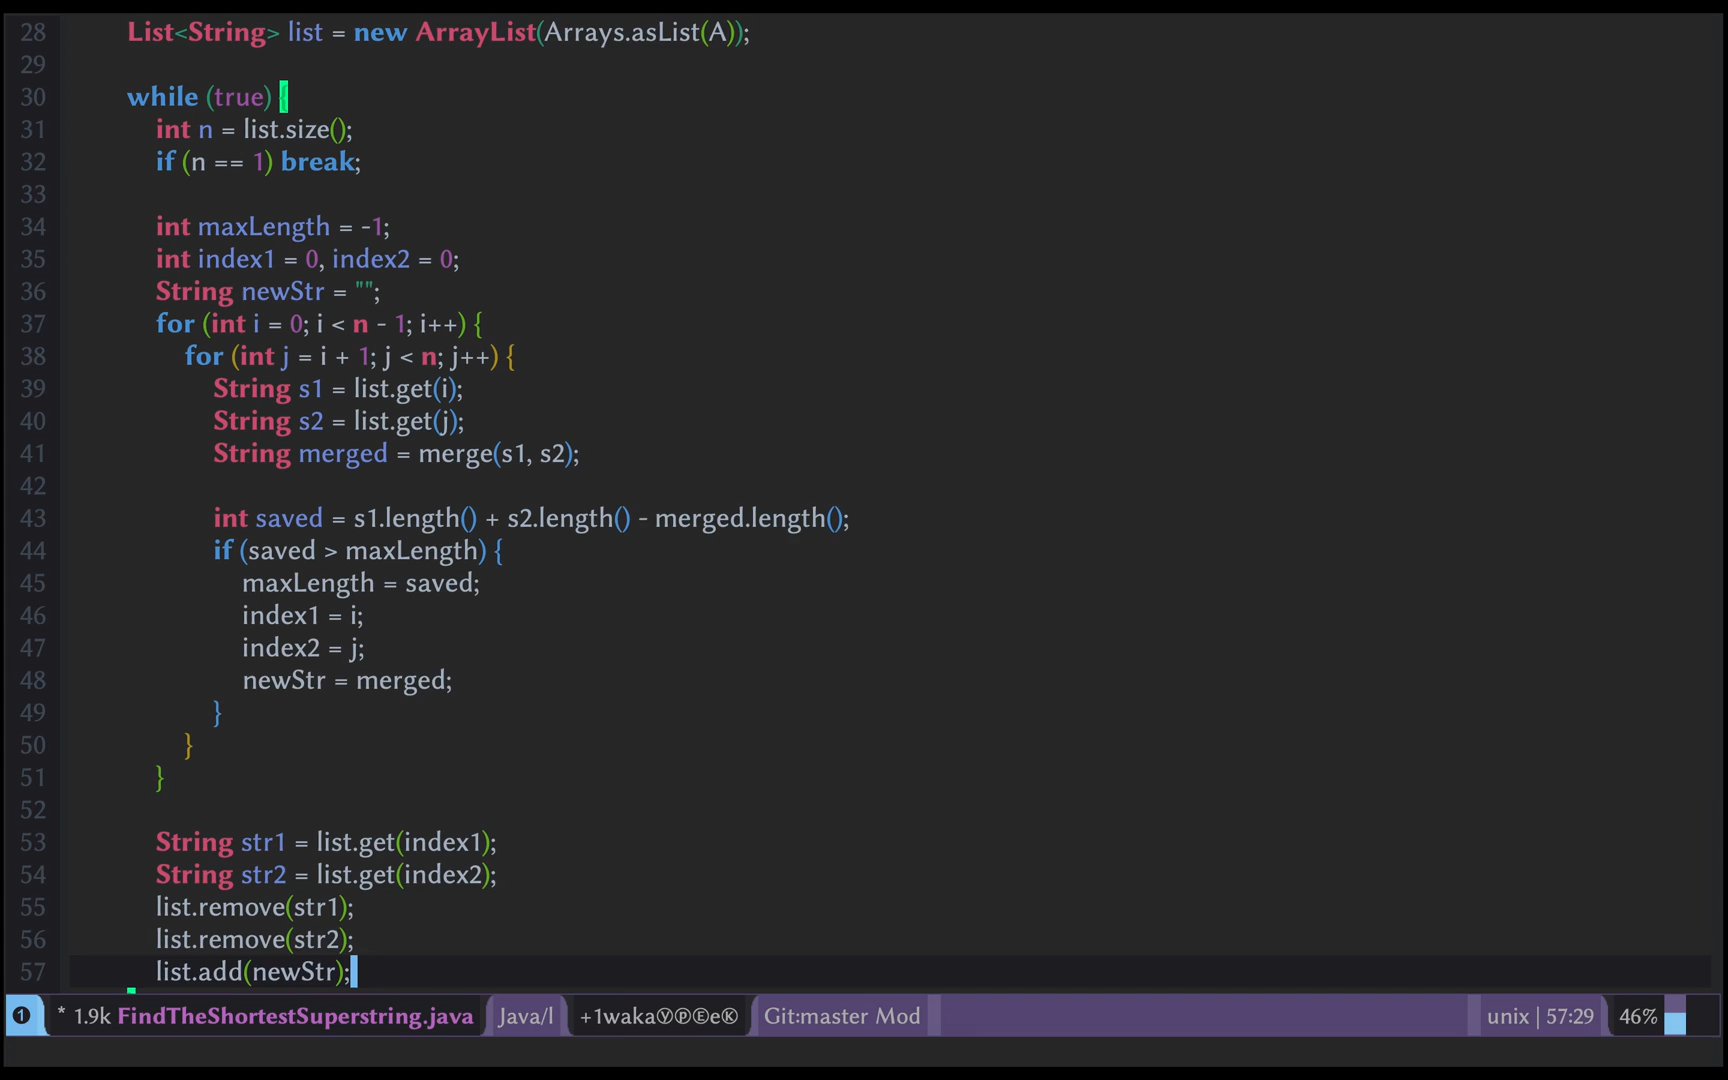 28 List<String> list = new ArrayList(Arrays.asList(A));
29
30 while (true) {
31 int n = list.size();
32 if (n == 1) break;
33
34 int maxLength = -1;
35 int index1 = 0, index2 = 0;
36 String newStr = "";
37 for (int i = 0; i < n - 1; i++) {
38 for (int j = i + 1; j < n; j++) {
39 String s1 = list.get(i);
40 String s2 = list.get(j);
41 String merged = merge(s1, s2);
42
43 int saved = s1.length() + s2.length() - merged.length();
44 if (saved > maxLength) {
45 maxLength = saved;
46 index1 = i;
47 index2 = j;
48 newStr = merged;
49 }
50 }
51 }
52
53 String str1 = list.get(index1);
54 String str2 = list.get(index2);
55 list.remove(str1);
56 list.remove(str2);
57 list.add(newStr);
❶ * 1.9k FindTheShortestSuperstring.java Java/l +1wakaⓨⓅⒺeⓀ Git:master Mod unix | 57:29 46%